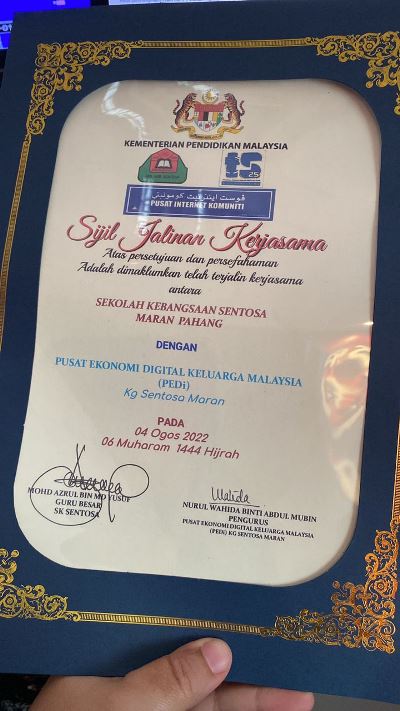 KEMENTERIAN PENDIDIKAN MALAYSIA
25
ڤوست اينترنيت كومونيتي
PUSAT INTERNET KOMUNITI
Sijil Jalinan Kerjasama
Atas persetujuan dan persefahaman
Adalah dimaklumkan telah terjalin kerjasama
antara
SEKOLAH KEBANGSAAN SENTOSA
MARAN PAHANG
DENGAN
PUSAT EKONOMI DIGITAL KELUARGA MALAYSIA
(PEDi)
Kg Sentosa Maran
PADA
04 Ogos 2022
06 Muharam 1444 Hijrah
MOHD AZRUL BIN MD YUSUF
GURU BESAR
SK SENTOSA
Wahida
NURUL WAHIDA BINTI ABDUL MUBIN
PENGURUS
PUSAT EKONOMI DIGITAL KELUARGA MALAYSIA
(PEDi) KG SENTOSA MARAN